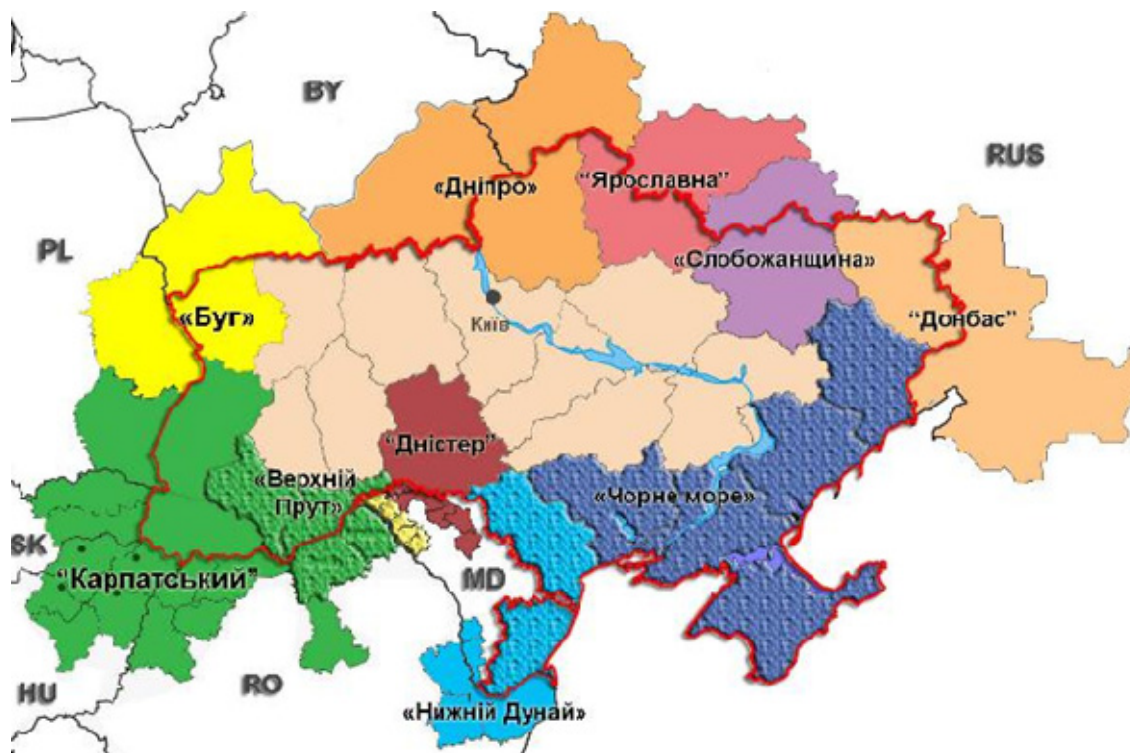 BY
RUS
«Дніпро»
“Ярославна”
PL
«Слобожанщина»
«Буг»
Київ
“Донбас”
“Дністер”
«Верхній
Прут»
«Чорне море»
SK
“Карпатський”
MD
HU
RO
«Нижній Дунай»